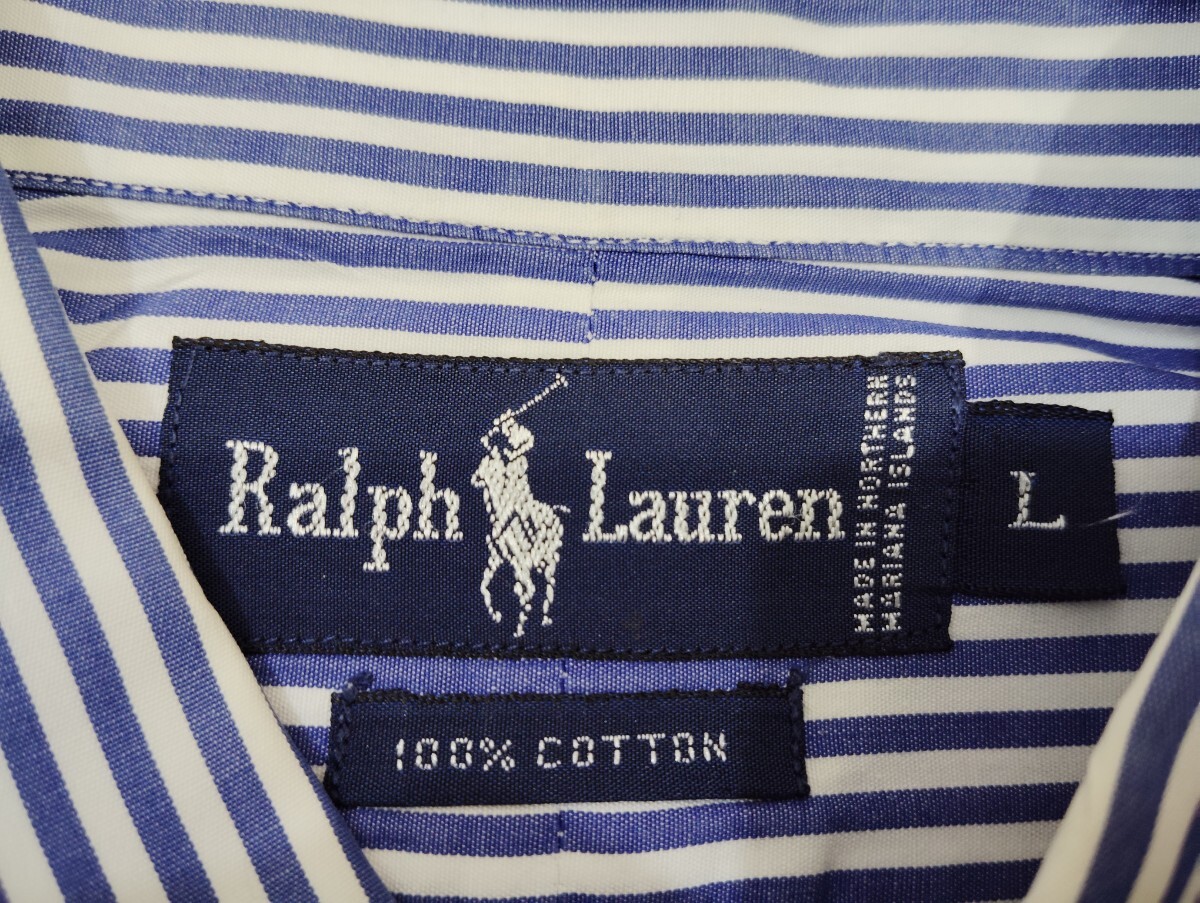 Ralph Lauren
MADE IN NORTHERN
MARIANA ISLANDS
L
100% COTTON